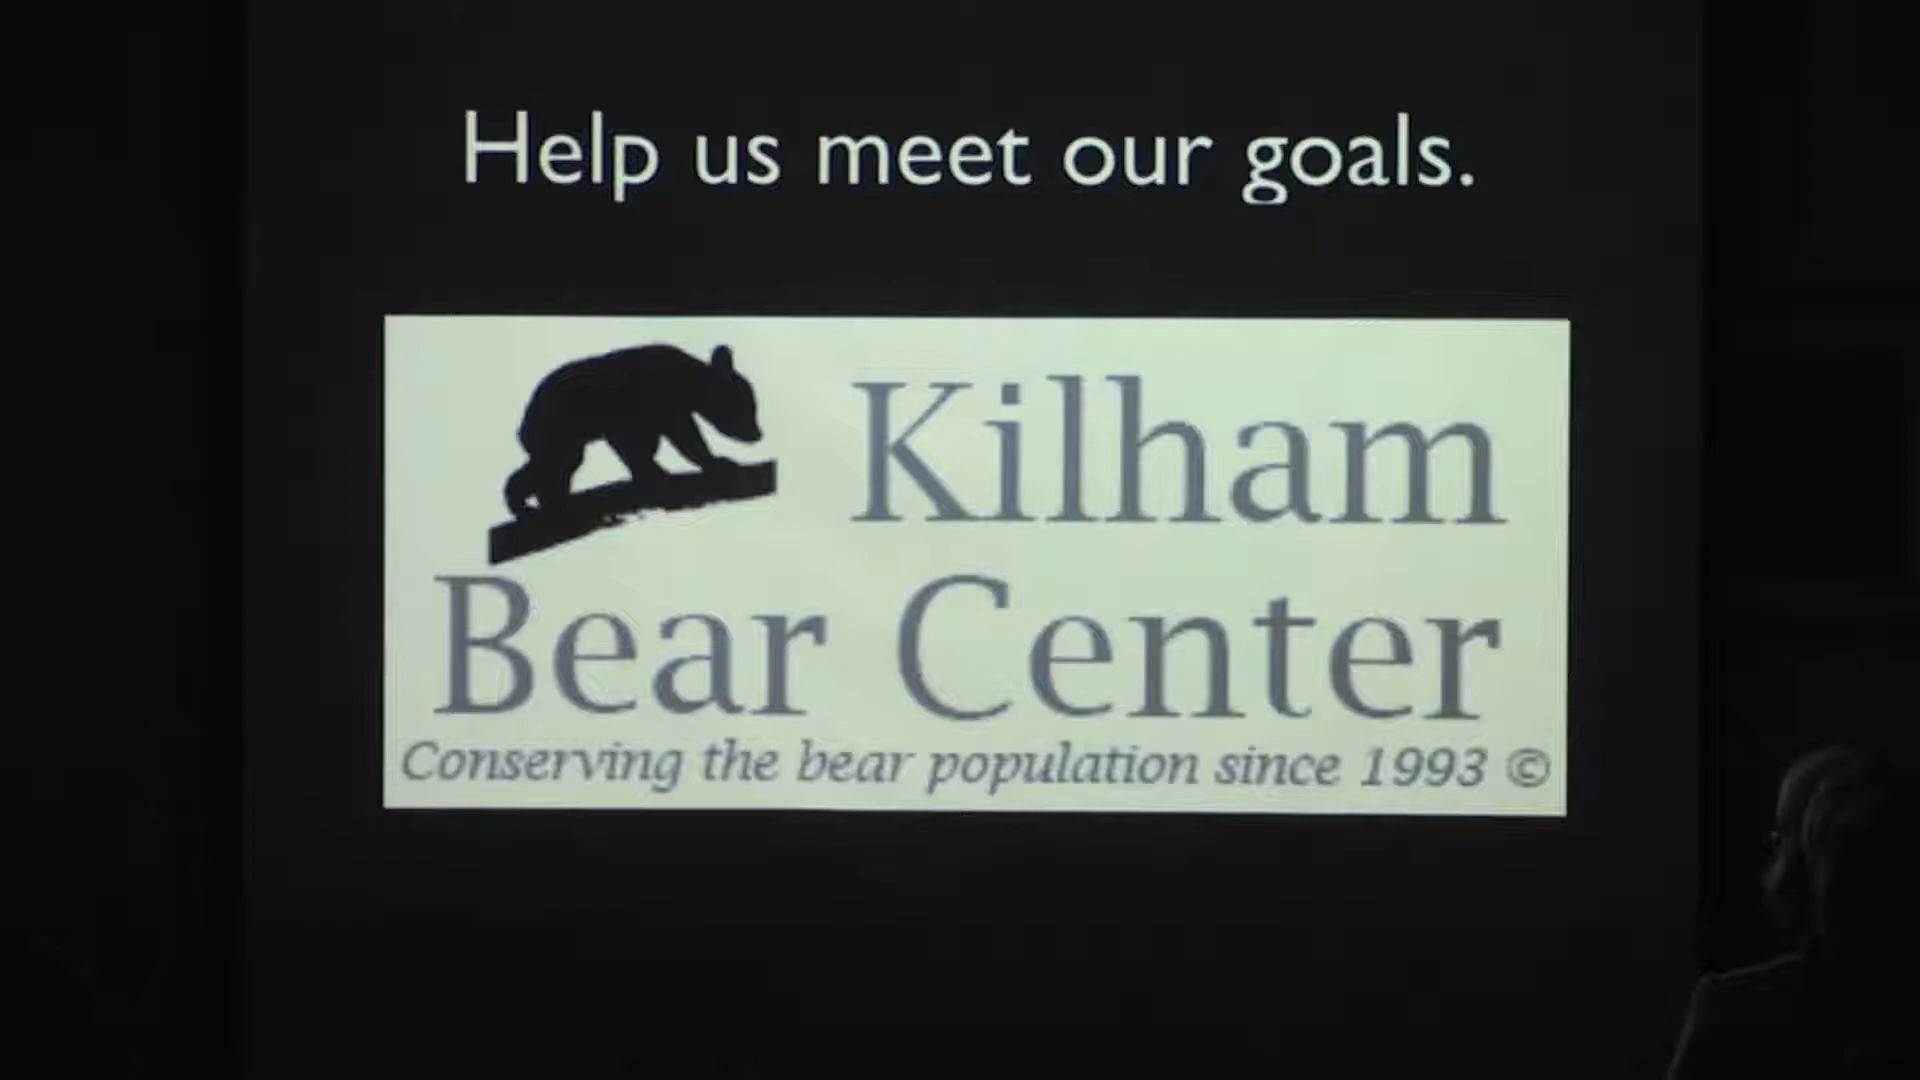 Help us meet our goals.
Kilham
Bear Center
Conserving the bear population since 1993 ©